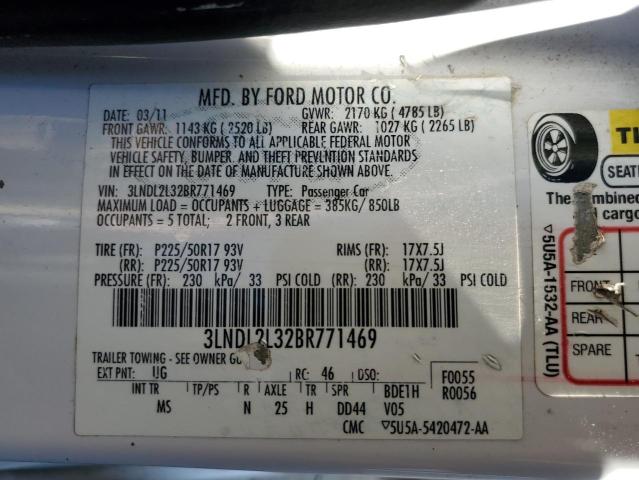 MFD. BY FORD MOTOR CO.
DATE: 03/11 GVWR: 2170 KG ( 4785 LB)
FRONT GAWR: 1143 KG ( 2520 LB) REAR GAWR: 1027 KG ( 2265 LB)
THIS VEHICLE CONFORMS TO ALL APPLICABLE FEDERAL MOTOR
VEHICLE SAFETY, BUMPER, AND THEFT PREVENTION STANDARDS
IN EFFECT ON THE DATE OF MANUFACTURE SHOWN ABOVE.
VIN: 3LNDL2L32BR771469 TYPE: Passenger Car
MAXIMUM LOAD = OCCUPANTS + LUGGAGE = 385KG/ 850LB
OCCUPANTS = 5 TOTAL; 2 FRONT, 3 REAR
TIRE (FR): P225/50R17 93V RIMS (FR): 17X7.5J
(RR): P225/50R17 93V (RR): 17X7.5J
PRESSURE (FR): 230 kPa/ 33 PSI COLD (RR): 230 kPa/ 33 PSI COLD
3LNDL2L32BR771469
TRAILER TOWING - SEE OWNER GU
EXT PNT: UG RC: 46 DSO: F0055
R0056
INT TR TP/PS R AXLE TR SPR BDE1H
MS N 25 H DD44 V05
CMC ▽5U5A-5420472-AA
TI
SEAT
The combined
cargo
FRONT
REAR
SPARE
▽5U5A-1532-AA (TLU)